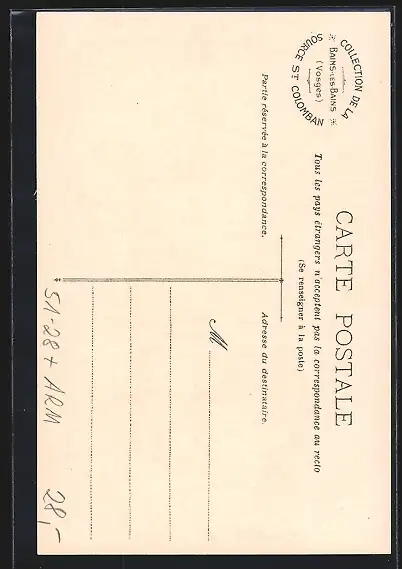 COLLECTION DE LA
BAINS-LES-BAINS
(Vosges)
SOURCE ST COLOMBAN
CARTE POSTALE
Tous les pays étrangers n'acceptent pas la correspondance au recto
(Se renseigner à la poste)
Partie réservée à la correspondance.
Adresse du destinataire.
M
51-28 + ARM
28,-